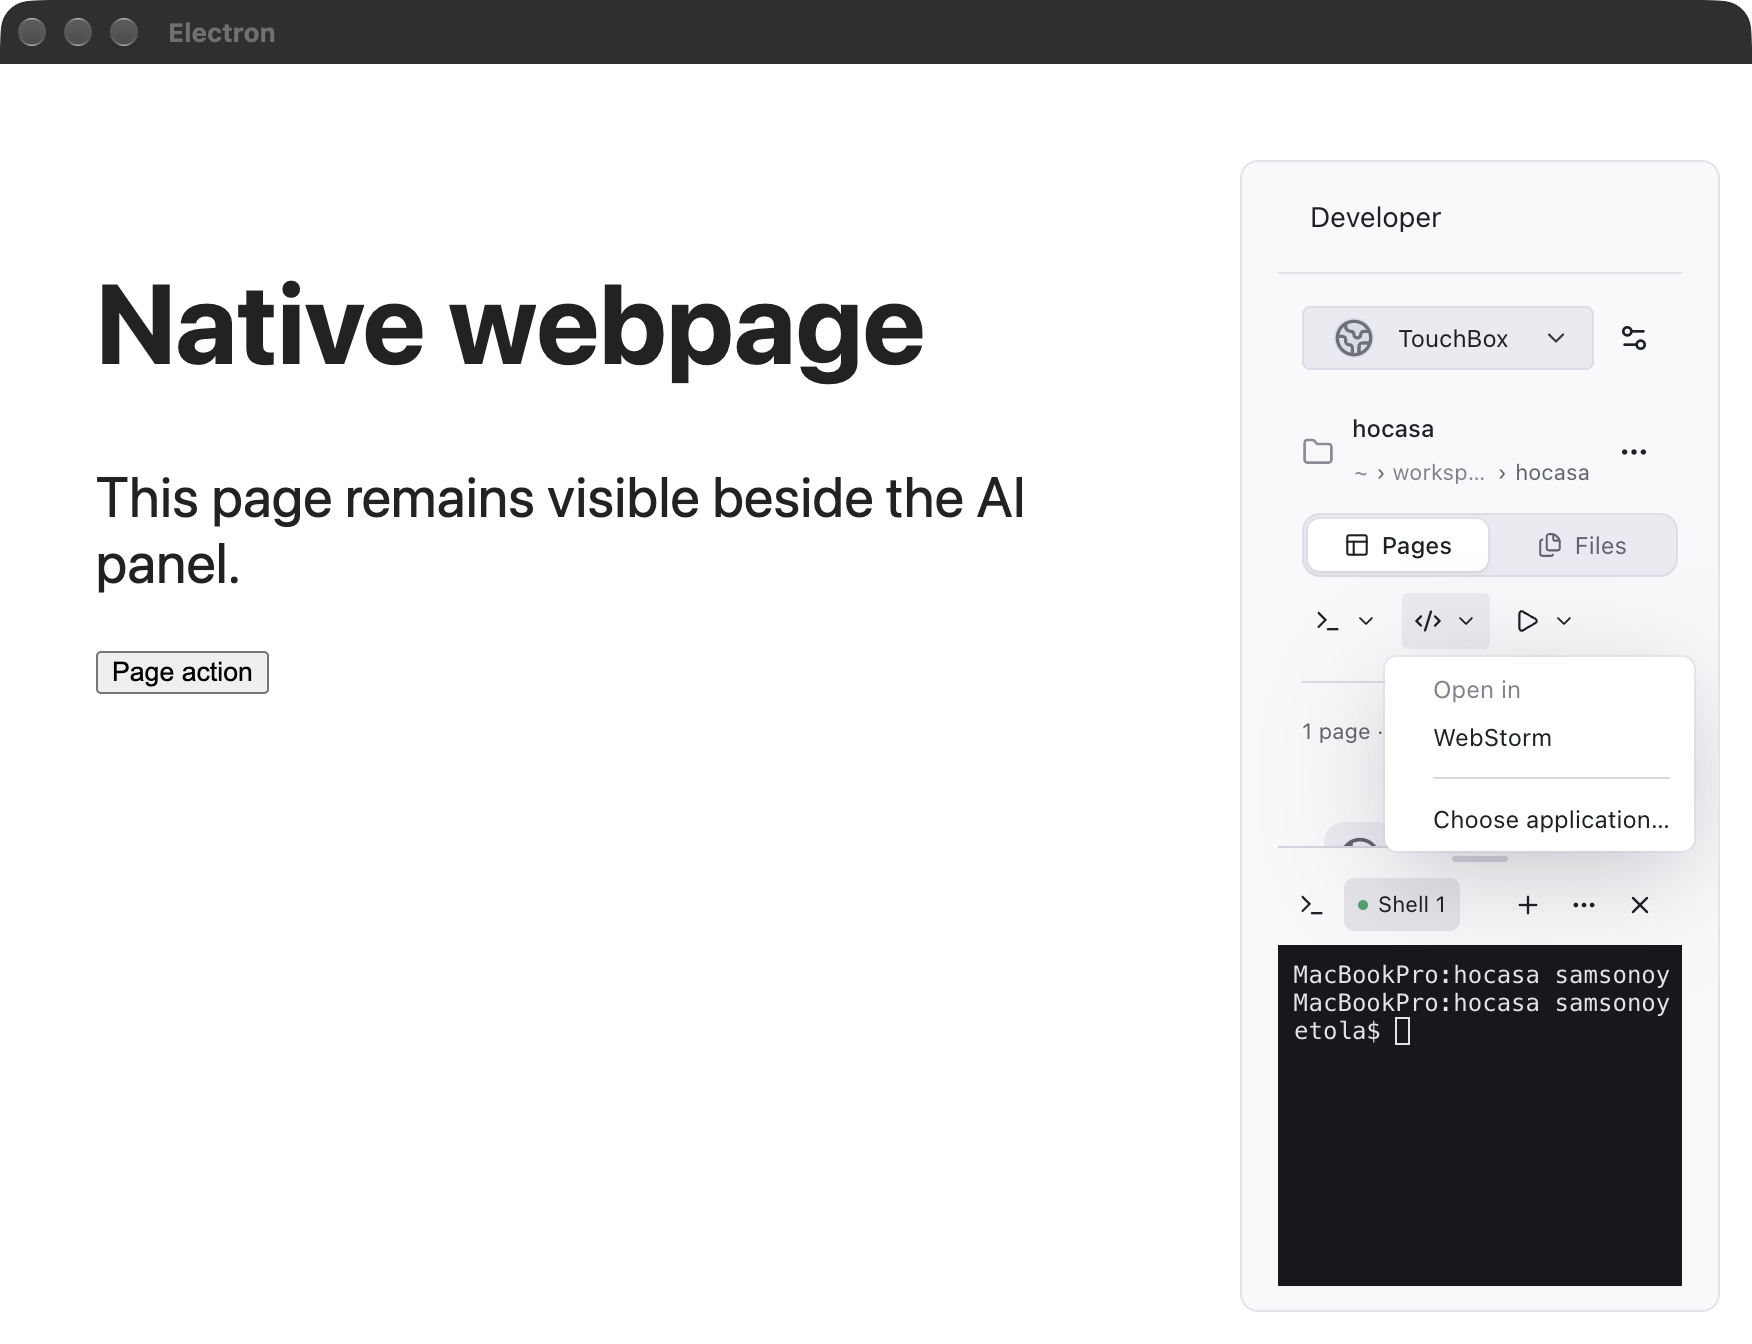 Electron
Native webpage
This page remains visible beside the AI
panel.
Page action
Developer
TouchBox
hocasa
~ › worksp... › hocasa
Pages
Files
Open in
1 page ·
WebStorm
Choose application...
Shell 1
MacBookPro:hocasa samsonoy
MacBookPro:hocasa samsonoy
etola$